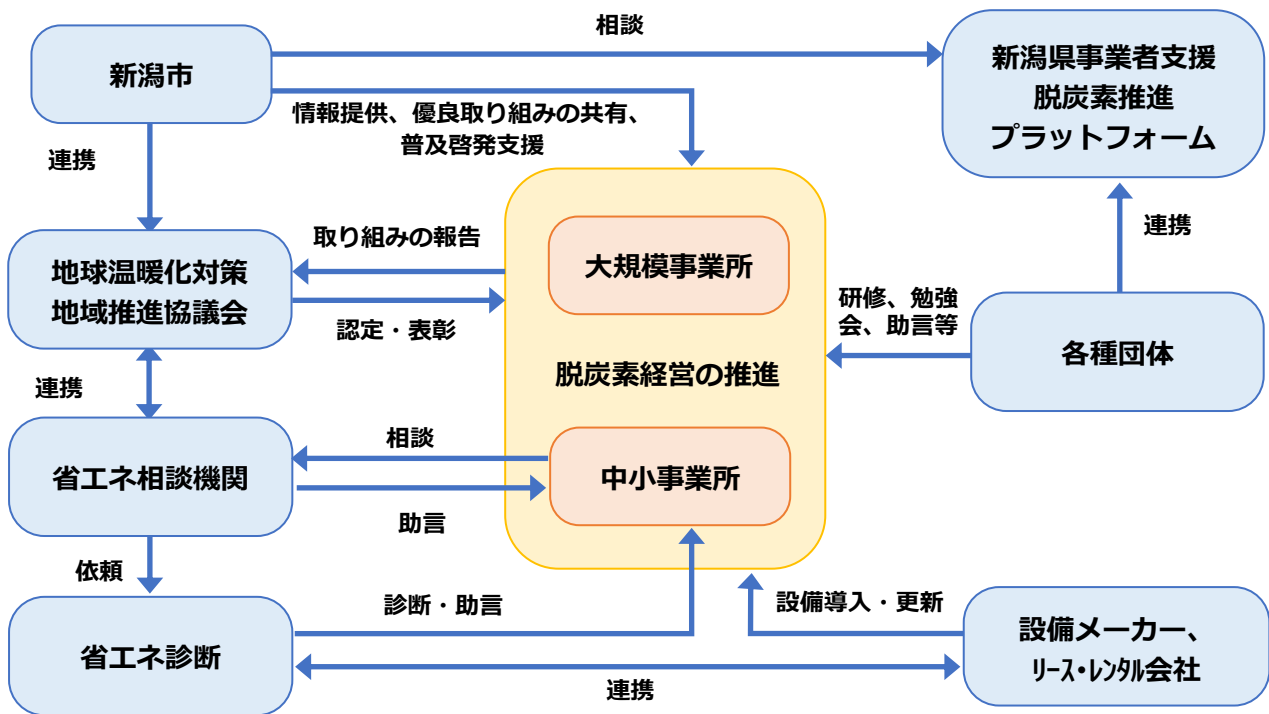 相談
新潟市
新潟県事業者支援
脱炭素推進
プラットフォーム
情報提供、優良取り組みの共有、
普及啓発支援
連携
連携
取り組みの報告
地球温暖化対策
地域推進協議会
大規模事業所
認定・表彰
研修、勉強
会、助言等
各種団体
脱炭素経営の推進
連携
相談
省エネ相談機関
中小事業所
助言
依頼
診断・助言
設備導入・更新
省エネ診断
設備メーカー、
ﾘｰｽ・ﾚﾝﾀﾙ会社
連携